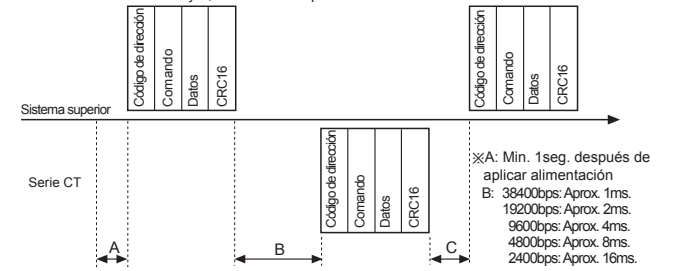 Código de dirección
Comando
Datos
CRC16
Código de dirección
Comando
Datos
CRC16
Sistema superior
Código de dirección
Comando
Datos
CRC16
Serie CT
A
B
C
※A: Min. 1seg. después de
aplicar alimentación
B: 38400bps: Aprox. 1ms.
19200bps: Aprox. 2ms.
9600bps: Aprox. 4ms.
4800bps: Aprox. 8ms.
2400bps: Aprox. 16ms.